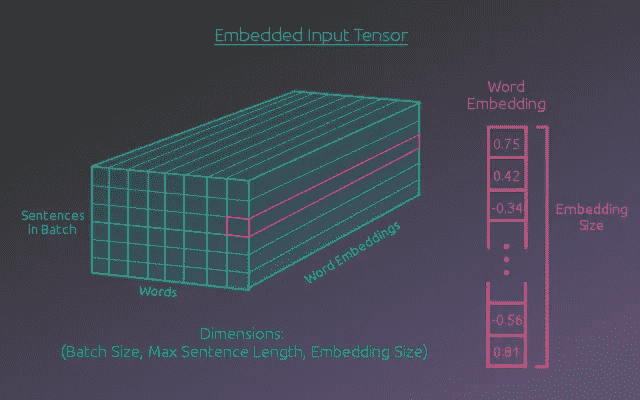 Embedded Input Tensor
Word
Embedding
0.75
0.42
-0.34
Sentences
in Batch
Embedding
Size
Word Embeddings
Words
-0.56
0.81
Dimensions:
(Batch Size, Max Sentence Length, Embedding Size)